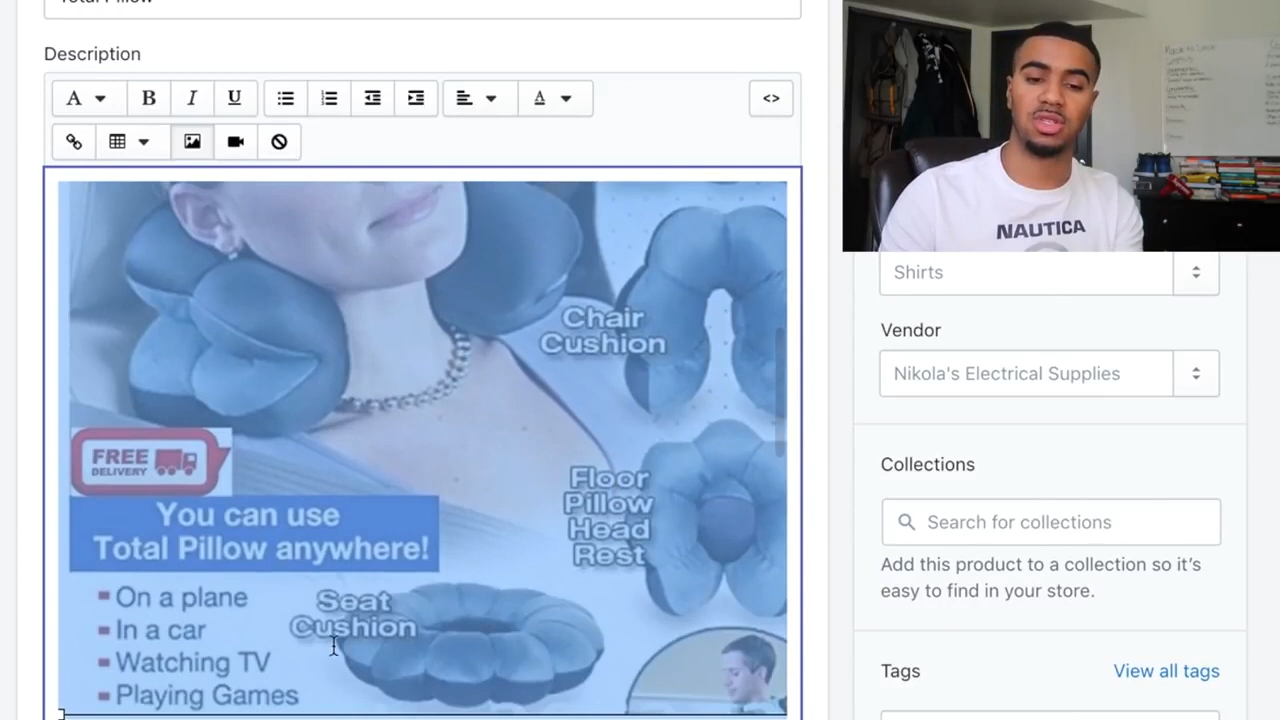 Description
A
B
I
U
A
<>
Chair
Cushion
FREE
DELIVERY
Floor
Pillow
Head
Rest
You can use
Total Pillow anywhere!
On a plane
In a car
Watching TV
Playing Games
Seat
Cushion
NAUTICA
Shirts
Vendor
Nikola's Electrical Supplies
Collections
Search for collections
Add this product to a collection so it's
easy to find in your store.
Tags
View all tags